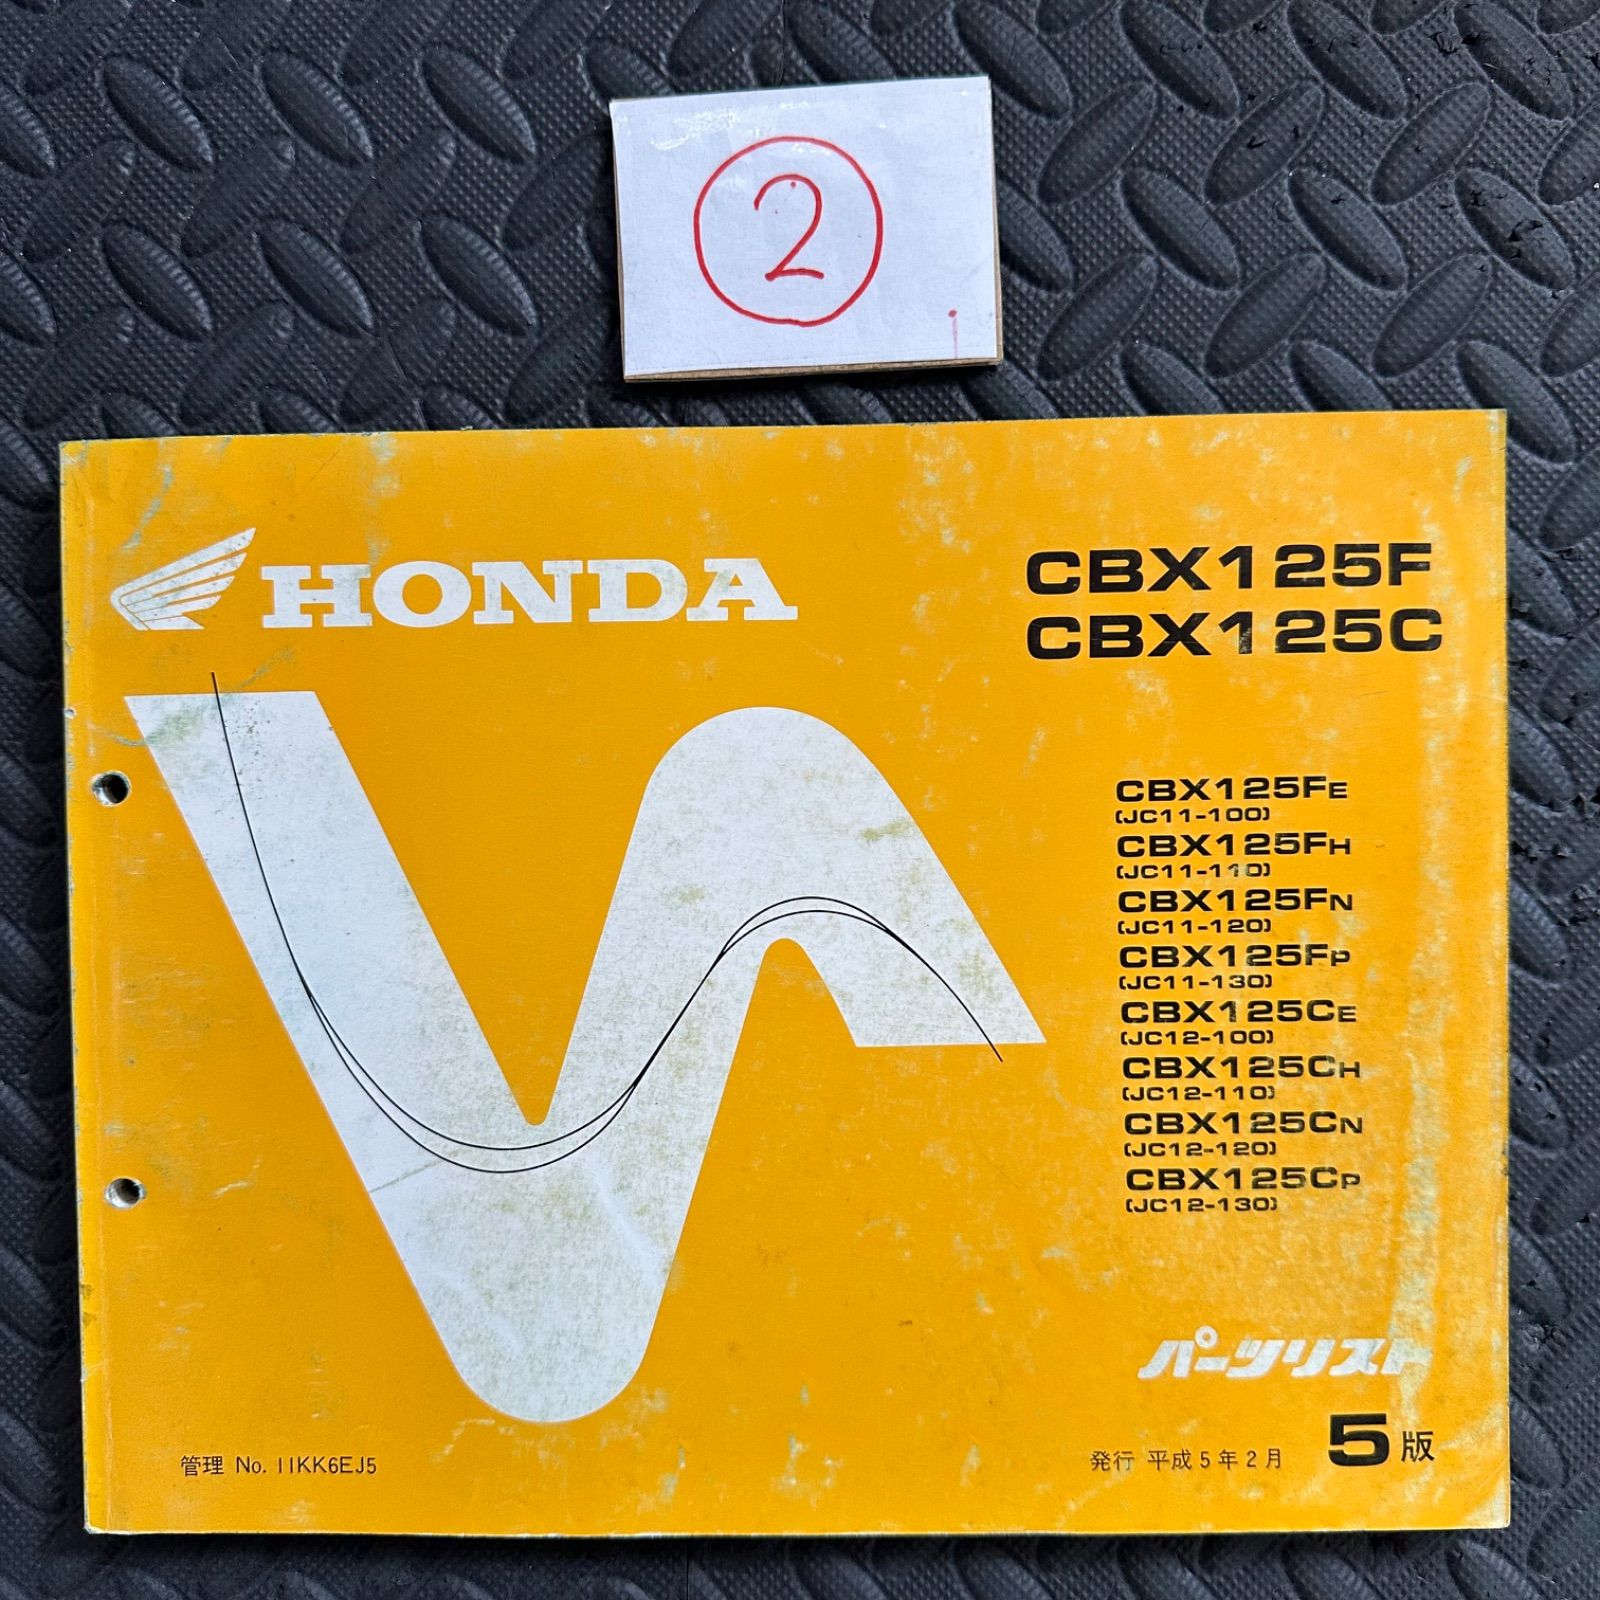 2
HONDA
CBX125F
CBX125C
CBX125FE
(JC11-100)
CBX125FH
(JC11-110)
CBX125FN
(JC11-120)
CBX125FP
(JC11-130)
CBX125CE
(JC12-100)
CBX125CH
(JC12-110)
CBX125CN
(JC12-120)
CBX125CP
(JC12-130)
パーツリスト
5版
管理 No. 11KK6EJ5
発行 平成5年2月